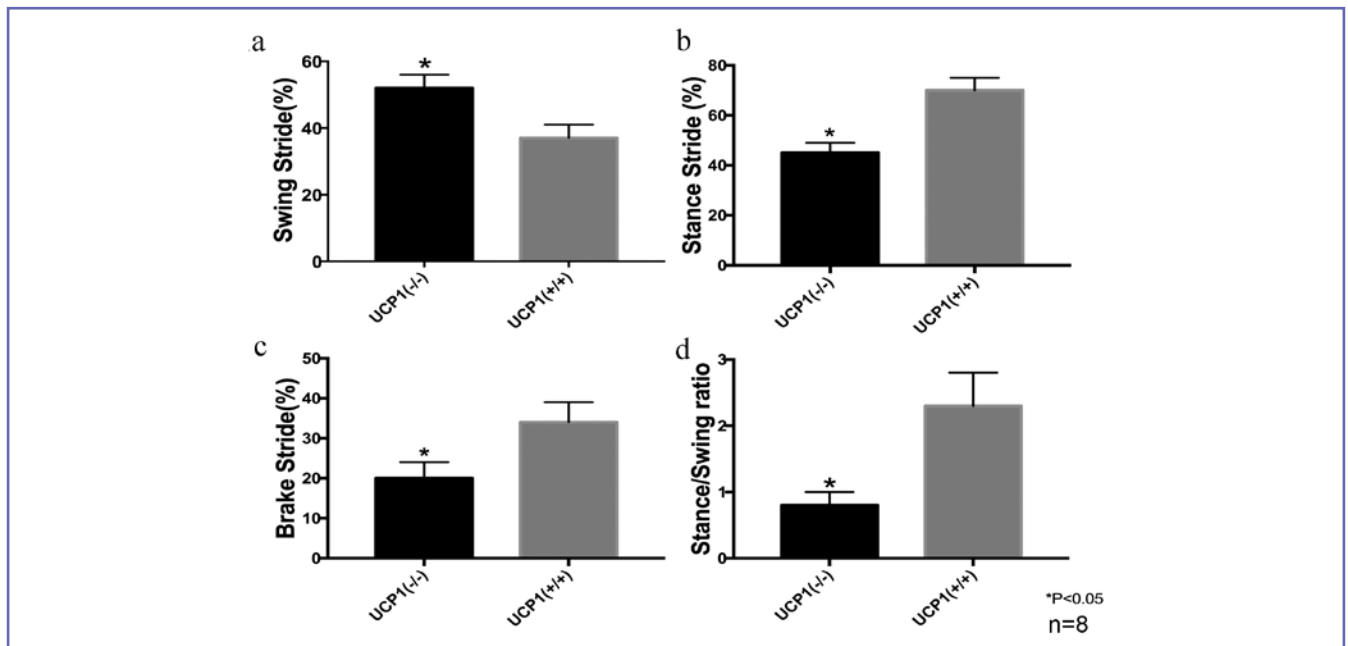 a
Swing Stride(%)
60
40
20
0
*
UCP1(-/-)
UCP1(+/+)
b
Stance Stride (%)
80
60
40
20
0
*
UCP1(-/-)
UCP1(+/+)
c
Brake Stride(%)
50
40
30
20
10
0
*
UCP1(-/-)
UCP1(+/+)
d
Stance/Swing ratio
3
2
1
0
*
UCP1(-/-)
UCP1(+/+)
*P<0.05
n=8